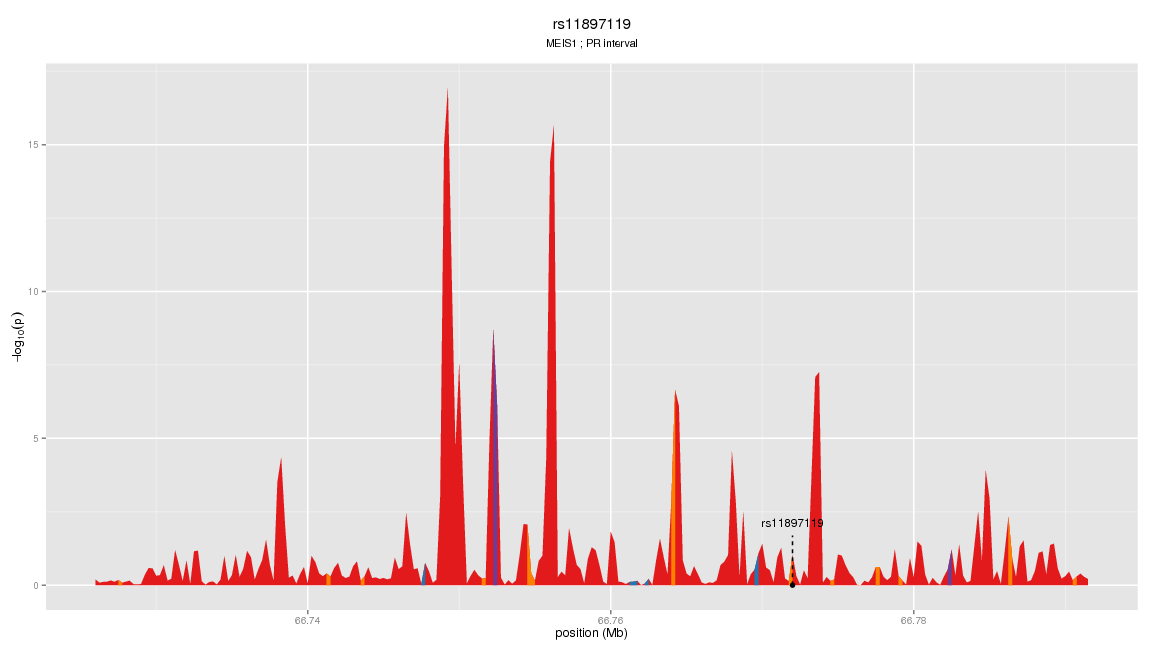 rs11897119
MEIS1 ; PR interval
−log10(p)
15
10
5
0
rs11897119
66.74
66.76
66.78
position (Mb)